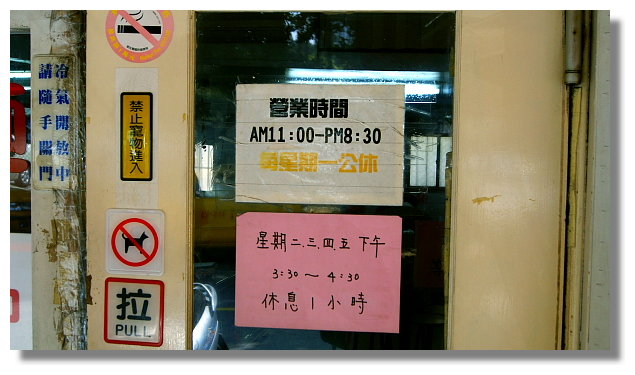 冷氣開放中
請隨手關門
禁止寵物進入
拉
PULL
營業時間
AM11:00-PM8:30
每星期一公休
星期二.三.四.五 下午
3:30～4:30
休息1小時